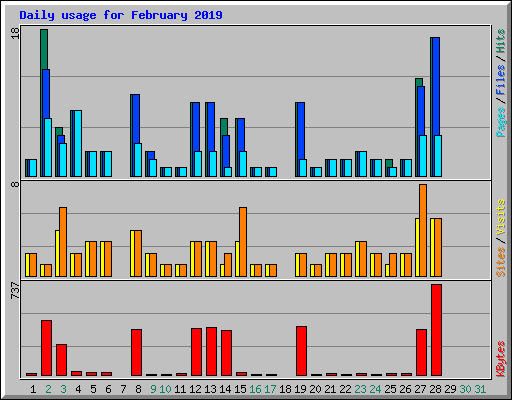 Daily usage for February 2019
18
Pages / Files / Hits
8
Sites / Visits
737
KBytes
1 2 3 4 5 6 7 8 9 10 11 12 13 14 15 16 17 18 19 20 21 22 23 24 25 26 27 28 29 30 31